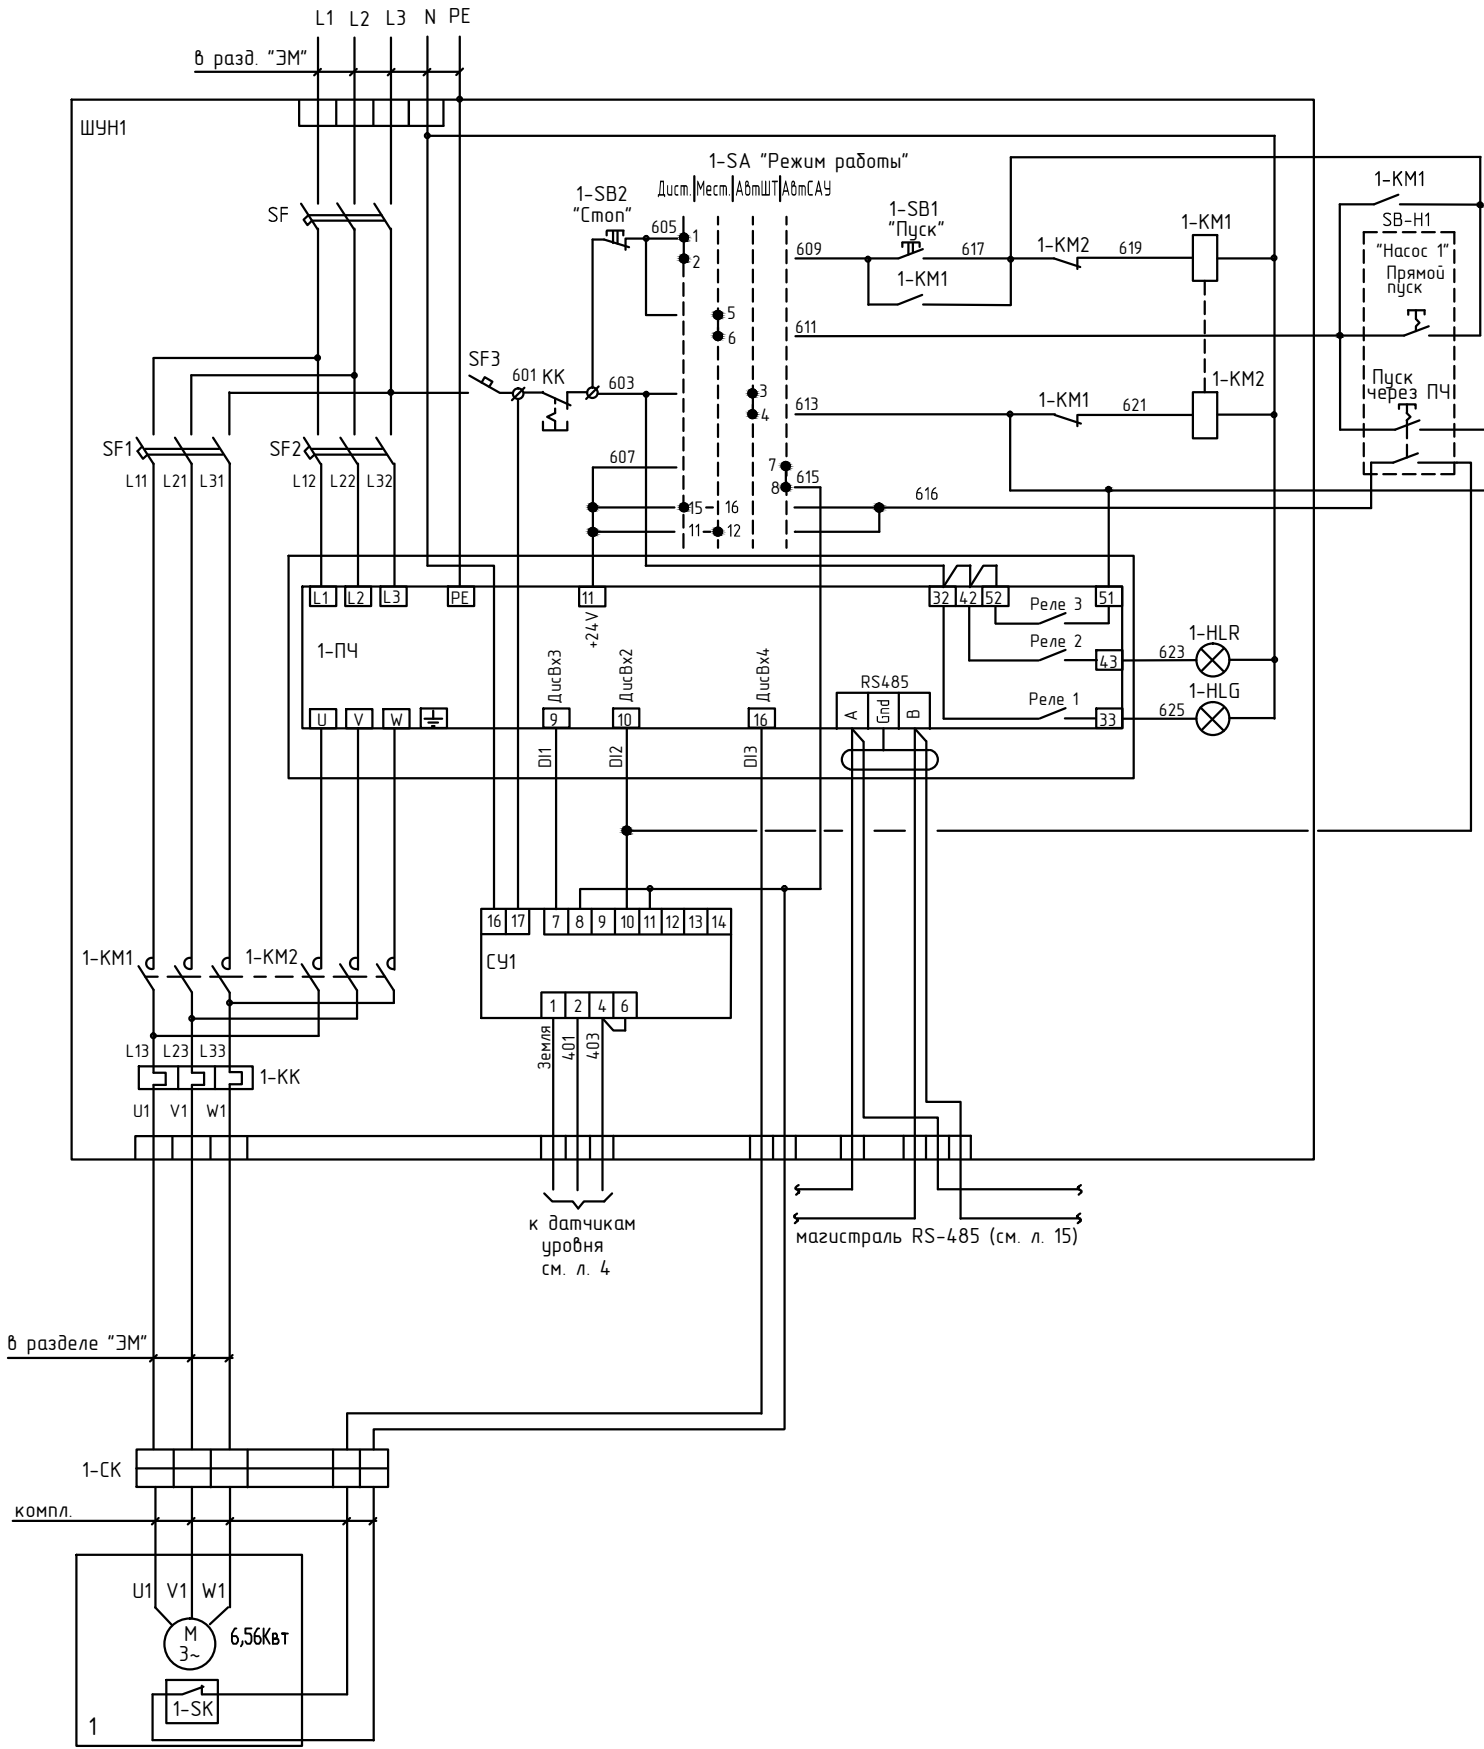 L1 L2 L3 N PE
в разд. "ЭМ"
ШУН1
1-SA "Режим работы"
Дист. Мест. АвтШТ АвтСАУ
1-SB2
"Стоп"
605
1
2
5
6
3
4
7
8
15
16
11
12
SF
1-SB1
"Пуск"
609
617
1-KM1
1-KM2
619
1-KM1
1-KM1
SB-H1
"Насос 1"
Прямой
пуск
Пуск
через ПЧ
611
SF3
601
KK
603
613
1-KM1
621
1-KM2
607
615
616
SF1
L11 L21 L31
SF2
L12 L22 L32
L1 L2 L3 PE
11
+24V
32 42 52 51
Реле 3
Реле 2
43
623
1-HLR
Реле 1
33
625
1-HLG
1-ПЧ
ДисВх3
ДисВх2
ДисВх4
RS485
A Gnd B
U V W
9
10
16
DI1
DI2
DI3
16 17 7 8 9 10 11 12 13 14
СУ1
1 2 4 6
Земля
401
403
1-KM1
1-KM2
L13 L23 L33
1-KK
U1 V1 W1
к датчикам
уровня
см. л. 4
магистраль RS-485 (см. л. 15)
в разделе "ЭМ"
1-СК
компл.
U1 V1 W1
M
3~
6,56Квт
1-SK
1